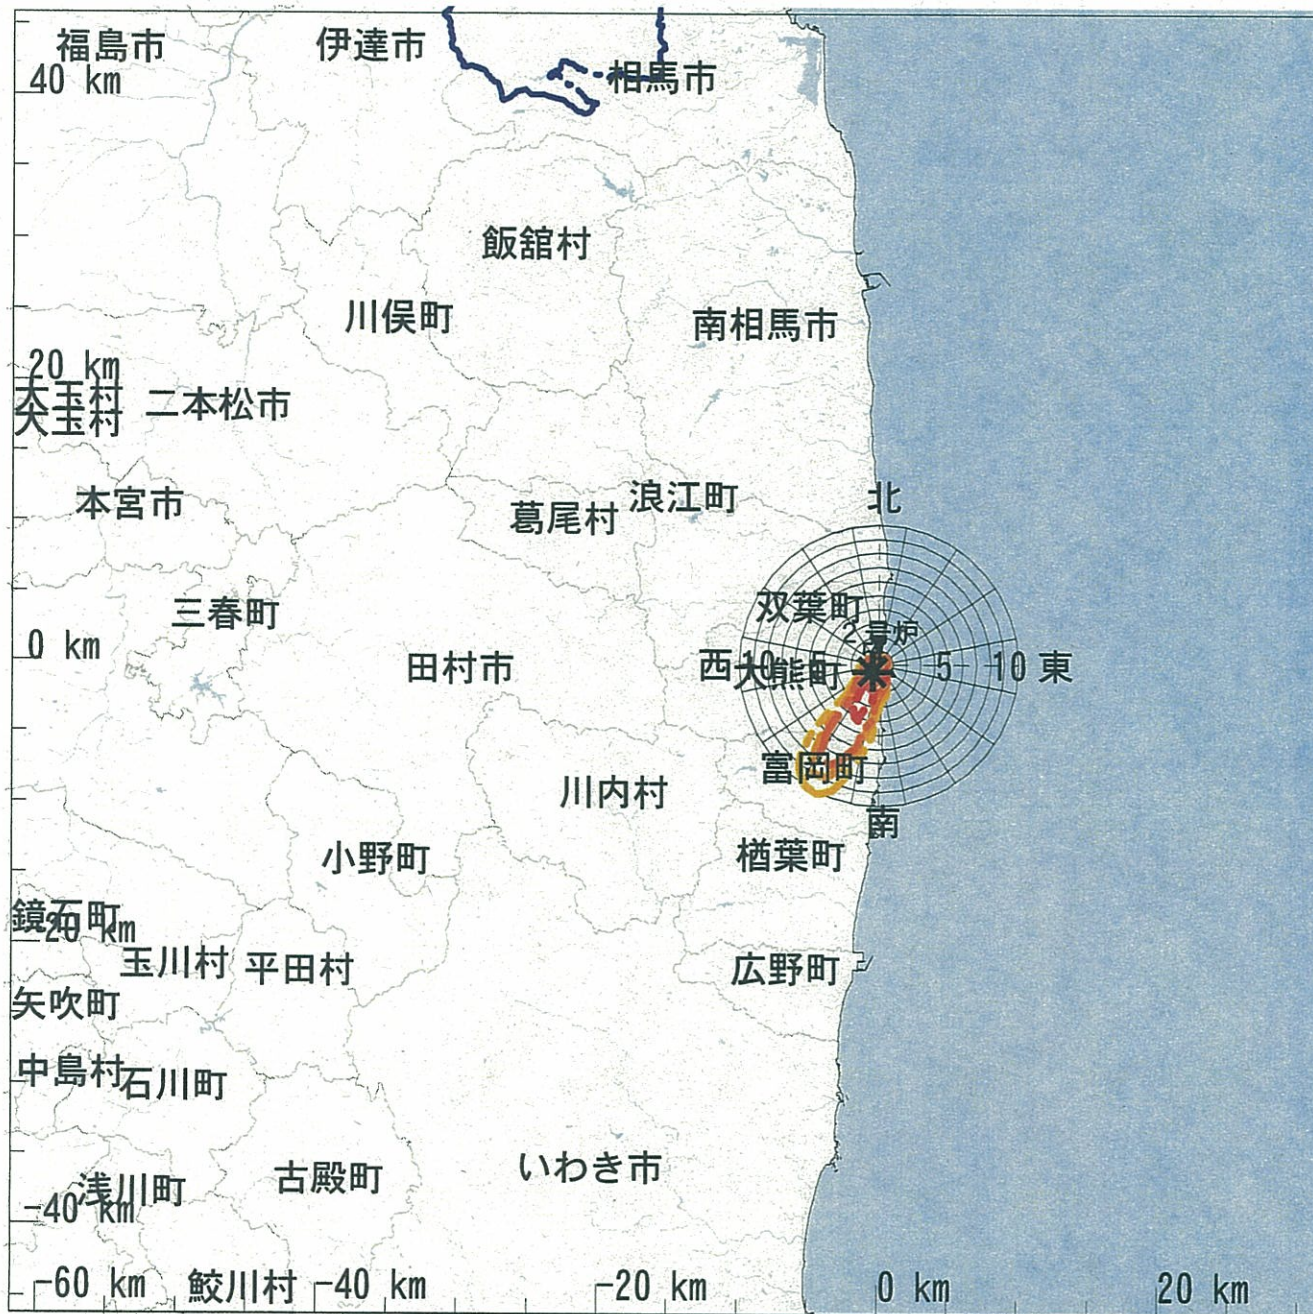 福島市 伊達市
40 km 相馬市
飯舘村
川俣町 南相馬市
20 km
大玉村 二本松市
大玉村
本宮市 葛尾村 浪江町 北
三春町 双葉町
2号炉
0 km 田村市 西 10 5 大熊町 5 10 東
川内村 富岡町
南
小野町 楢葉町
鏡石町
-20 km
玉川村 平田村 広野町
矢吹町
中島村 石川町
いわき市
浅川町 古殿町
-40 km
-60 km 鮫川村 -40 km -20 km 0 km 20 km